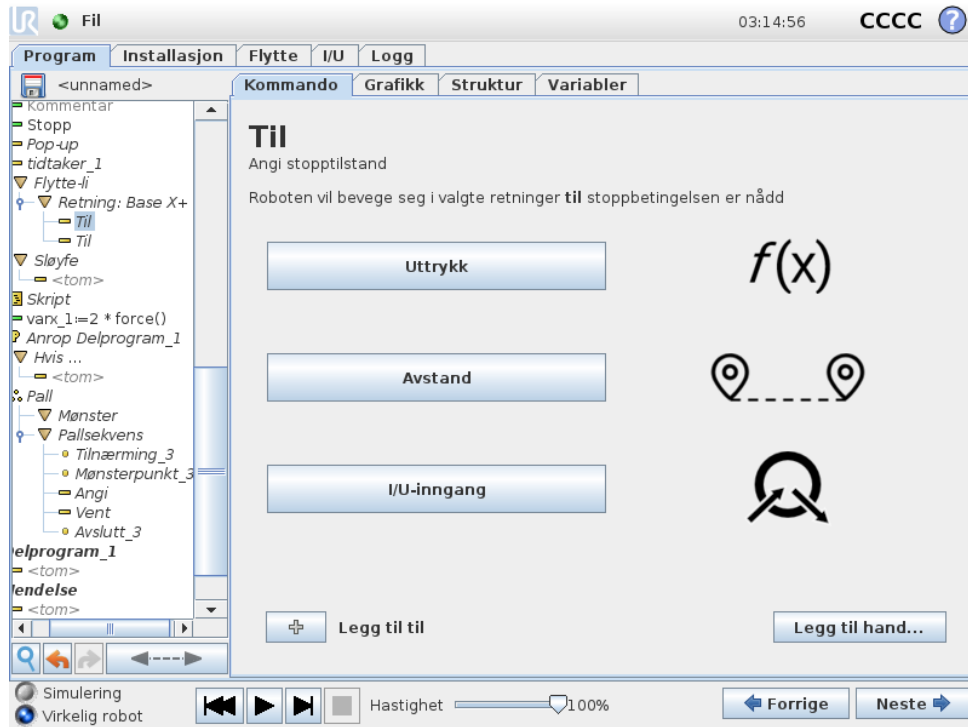 UR Fil 03:14:56 CCCC ?
Program Installasjon Flytte I/U Logg
<unnamed>
Kommando Grafikk Struktur Variabler
Kommentar
Stopp
Pop-up
tidtaker_1
Flytte-li
Retning: Base X+
Til
Til
Sløyfe
<tom>
Skript
varx_1:=2 * force()
Anrop Delprogram_1
Hvis ...
<tom>
Pall
Mønster
Pallsekvens
Tilnærming_3
Mønsterpunkt_3
Angi
Vent
Avslutt_3
elprogram_1
<tom>
endelse
<tom>
Til
Angi stopptilstand
Roboten vil bevege seg i valgte retninger til stoppbetingelsen er nådd
Uttrykk
f(x)
Avstand
I/U-inngang
Legg til til
Legg til hand...
Simulering
Virkelig robot
Hastighet 100%
Forrige
Neste